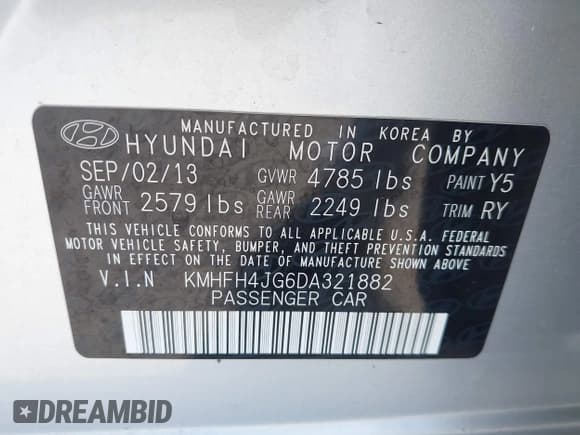 MANUFACTURED IN KOREA BY
HYUNDAI MOTOR COMPANY
SEP/02/13 GVWR 4785 lbs PAINT Y5
GAWR FRONT 2579 lbs GAWR REAR 2249 lbs TRIM RY
THIS VEHICLE CONFORMS TO ALL APPLICABLE U.S.A. FEDERAL
MOTOR VEHICLE SAFETY, BUMPER, AND THEFT PREVENTION STANDARDS
IN EFFECT ON THE DATE OF MANUFACTURE SHOWN ABOVE.
V.I.N KMHFH4JG6DA321882
PASSENGER CAR
DREAMBID